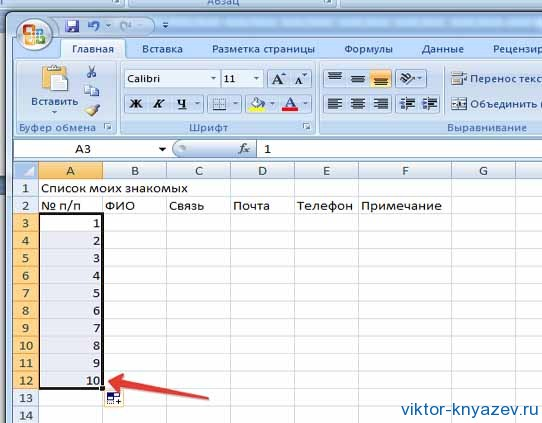 Абзац
Главная Вставка Разметка страницы Формулы Данные Рецензир
Вставить
Calibri 11 A A
Ж К Ч A
Перенос текс
Объединить
Буфер обмена Шрифт Выравнивание
A3 fx 1
A B C D E F G
1 Список моих знакомых
2 № п/п ФИО Связь Почта Телефон Примечание
3 1
4 2
5 3
6 4
7 5
8 6
9 7
10 8
11 9
12 10
13
14
viktor-knyazev.ru